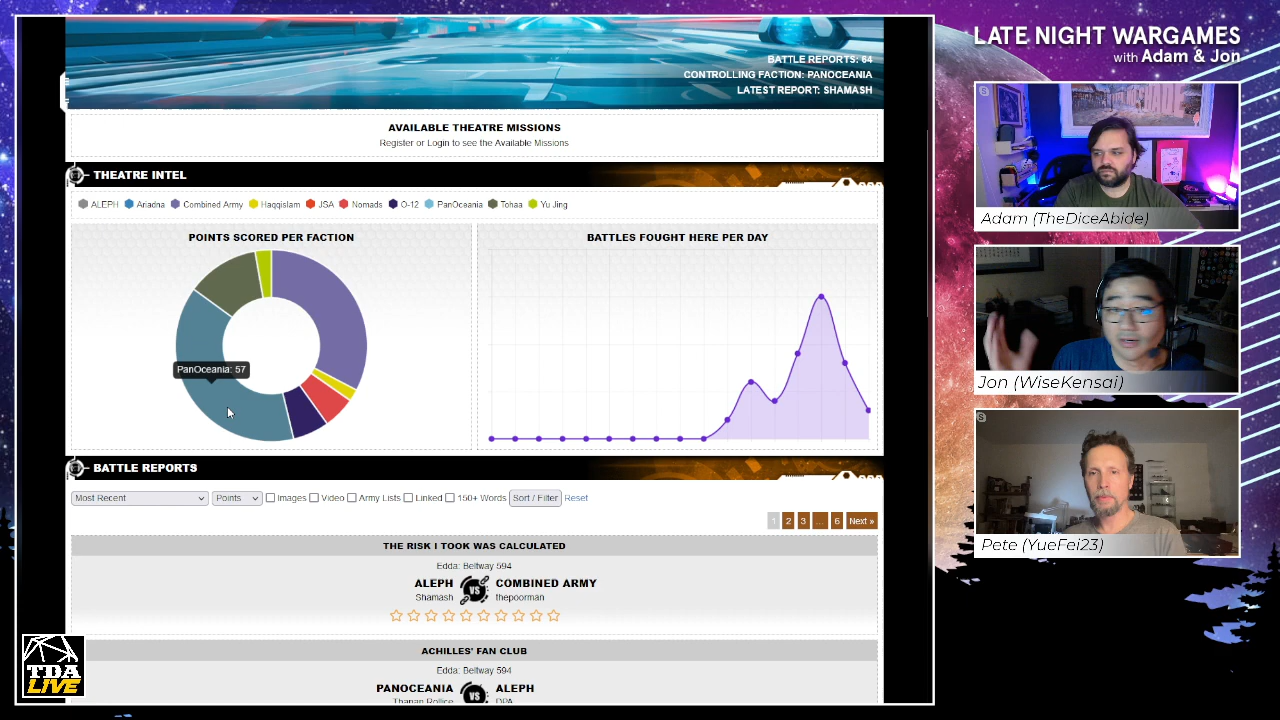 BATTLE REPORTS: 64
CONTROLLING FACTION: PANOCEANIA
LATEST REPORT: SHAMASH
AVAILABLE THEATRE MISSIONS
Register or Login to see the Available Missions
THEATRE INTEL
ALEPH Ariadna Combined Army Haqqislam JSA Nomads O-12 PanOceania Tohaa Yu Jing
POINTS SCORED PER FACTION
PanOceania: 57
BATTLES FOUGHT HERE PER DAY
BATTLE REPORTS
Most Recent Points Images Video Army Lists Linked 150+ Words Sort / Filter Reset
1 2 3 ... 6 Next »
THE RISK I TOOK WAS CALCULATED
Edda: Beltway 594
ALEPH VS COMBINED ARMY
Shamash thepoorman
ACHILLES' FAN CLUB
Edda: Beltway 594
PANOCEANIA VS ALEPH
TDA
LIVE
LATE NIGHT WARGAMES
with Adam & Jon
Adam (TheDiceAbide)
Jon (WiseKensai)
Pete (YueFei23)